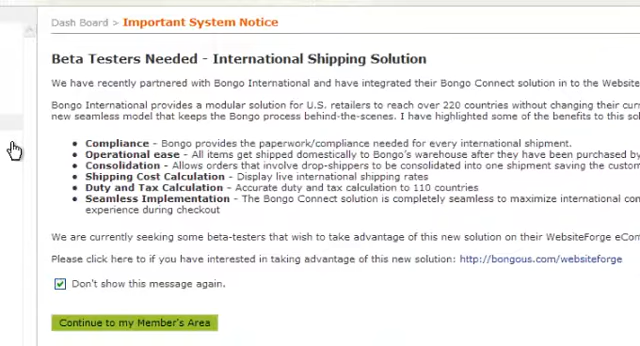 Dash Board > Important System Notice
Beta Testers Needed - International Shipping Solution
We have recently partnered with Bongo International and have integrated their Bongo Connect solution in to the Website
Bongo International provides a modular solution for U.S. retailers to reach over 220 countries without changing their cur
new seamless model that keeps the Bongo process behind-the-scenes. I have highlighted some of the benefits to this sol
• Compliance - Bongo provides the paperwork/compliance needed for every international shipment.
• Operational ease - All items get shipped domestically to Bongo's warehouse after they have been purchased by
• Consolidation - Allows orders that involve drop-shippers to be consolidated into one shipment saving the custom
• Shipping Cost Calculation - Display live international shipping rates
• Duty and Tax Calculation - Accurate duty and tax calculation to 110 countries
• Seamless Implementation - The Bongo Connect solution is completely seamless to maximize international con
experience during checkout
We are currently seeking some beta-testers that wish to take advantage of this new solution on their WebsiteForge eCom
Please click here to if you have interested in taking advantage of this new solution: http://bongous.com/websiteforge
Don't show this message again.
Continue to my Member's Area